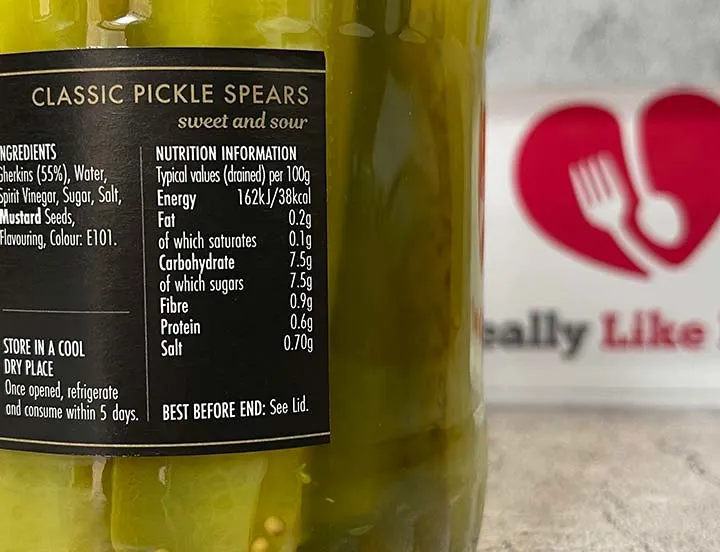 CLASSIC PICKLE SPEARS
sweet and sour
NGREDIENTS
Gherkins (55%), Water,
Spirit Vinegar, Sugar, Salt,
Mustard Seeds,
Flavouring, Colour: E101.
STORE IN A COOL
DRY PLACE
Once opened, refrigerate
and consume within 5 days.
NUTRITION INFORMATION
Typical values (drained) per 100g
Energy 162kJ/38kcal
Fat 0.2g
of which saturates 0.1g
Carbohydrate 7.5g
of which sugars 7.5g
Fibre 0.9g
Protein 0.6g
Salt 0.70g
BEST BEFORE END: See Lid.
eally Like